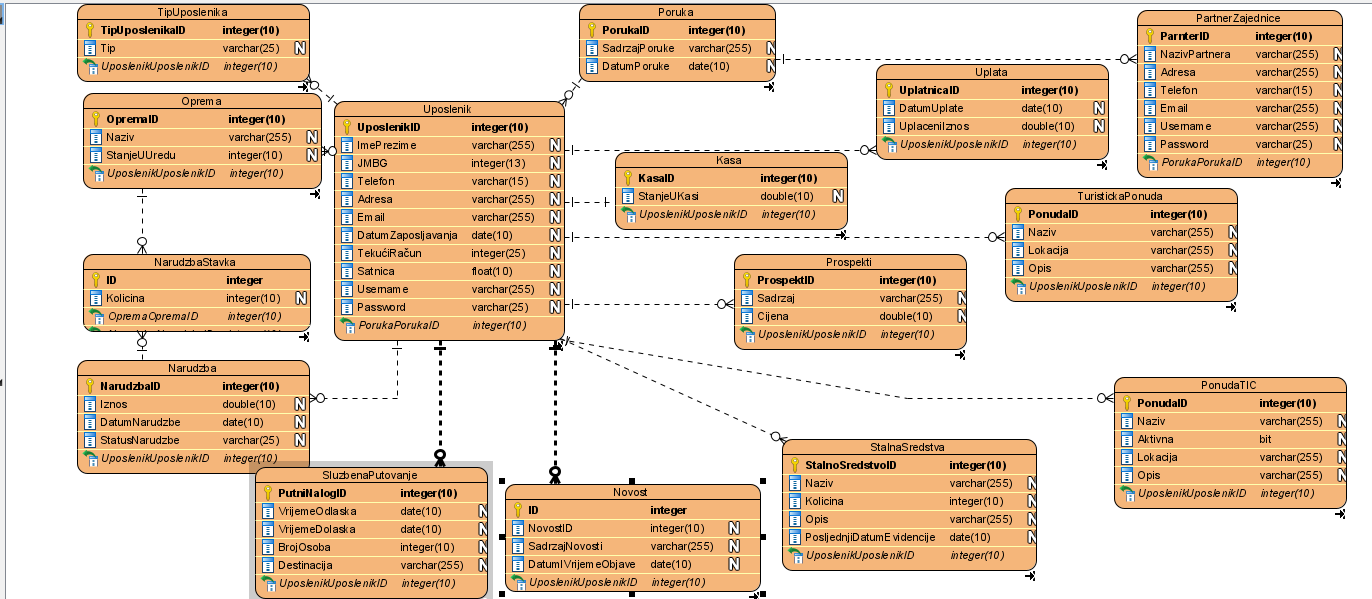 TipUposlenika
TipUposlenikaID integer(10)
Tip varchar(25) N
UposlenikUposlenikID integer(10)
Poruka
PorukaID integer(10)
SadrzajPoruke varchar(255) N
DatumPoruke date(10) N
PartnerZajednice
ParnterID integer(10)
NazivPartnera varchar(255) N
Adresa varchar(255) N
Telefon varchar(15) N
Email varchar(255) N
Username varchar(255) N
Password varchar(25) N
PorukaPorukaID integer(10)
Uplata
UplatnicaID integer(10)
DatumUplate date(10) N
UplaceniIznos double(10) N
UposlenikUposlenikID integer(10)
Oprema
OpremaID integer(10)
Naziv varchar(255) N
StanjeUUredu integer(10) N
UposlenikUposlenikID integer(10)
Uposlenik
UposlenikID integer(10)
ImePrezime varchar(255) N
JMBG integer(13) N
Telefon varchar(15) N
Adresa varchar(255) N
Email varchar(255) N
DatumZaposljavanja date(10) N
TekućiRačun integer(25) N
Satnica float(10) N
Username varchar(255) N
Password varchar(25) N
PorukaPorukaID integer(10)
Kasa
KasaID integer(10)
StanjeUKasi double(10) N
UposlenikUposlenikID integer(10)
TuristickaPonuda
PonudaID integer(10)
Naziv varchar(255) N
Lokacija varchar(255) N
Opis varchar(255) N
UposlenikUposlenikID integer(10)
NarudzbaStavka
ID integer
Kolicina integer(10) N
OpremaOpremaID integer(10)
Prospekti
ProspektID integer(10)
Sadrzaj varchar(255) N
Cijena double(10) N
UposlenikUposlenikID integer(10)
Narudzba
NarudzbaID integer(10)
Iznos double(10) N
DatumNarudzbe date(10) N
StatusNarudzbe varchar(25) N
UposlenikUposlenikID integer(10)
PonudaTIC
PonudaID integer(10)
Naziv varchar(255) N
Aktivna bit N
Lokacija varchar(255) N
Opis varchar(255) N
UposlenikUposlenikID integer(10)
StalnaSredstva
StalnoSredstvoID integer(10)
Naziv varchar(255) N
Kolicina integer(10) N
Opis varchar(255) N
PosljednjiDatumEvidencije date(10) N
UposlenikUposlenikID integer(10)
SluzbenaPutovanje
PutniNalogID integer(10)
VrijemeOdlaska date(10) N
VrijemeDolaska date(10) N
BrojOsoba integer(10) N
Destinacija varchar(255) N
UposlenikUposlenikID integer(10)
Novost
ID integer
NovostID integer(10) N
SadrzajNovosti varchar(255) N
DatumIVrijemeObjave date(10) N
UposlenikUposlenikID integer(10)